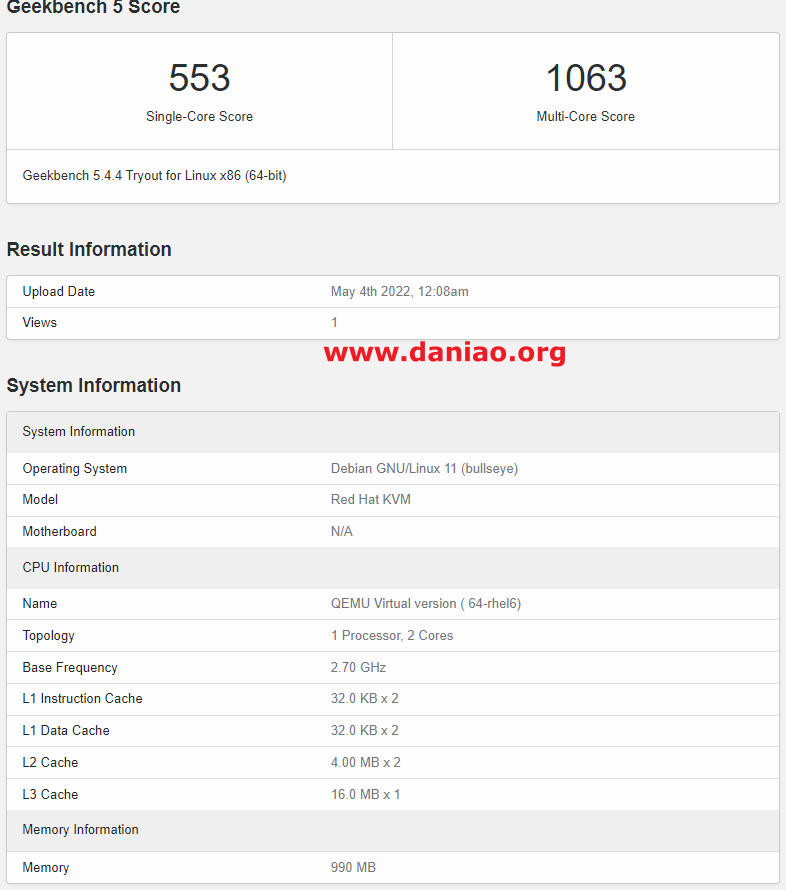 Geekbench 5 Score
553 1063
Single-Core Score Multi-Core Score
Geekbench 5.4.4 Tryout for Linux x86 (64-bit)
Result Information
Upload Date May 4th 2022, 12:08am
Views 1
www.daniao.org
System Information
System Information
Operating System Debian GNU/Linux 11 (bullseye)
Model Red Hat KVM
Motherboard N/A
CPU Information
Name QEMU Virtual version ( 64-rhel6)
Topology 1 Processor, 2 Cores
Base Frequency 2.70 GHz
L1 Instruction Cache 32.0 KB x 2
L1 Data Cache 32.0 KB x 2
L2 Cache 4.00 MB x 2
L3 Cache 16.0 MB x 1
Memory Information
Memory 990 MB